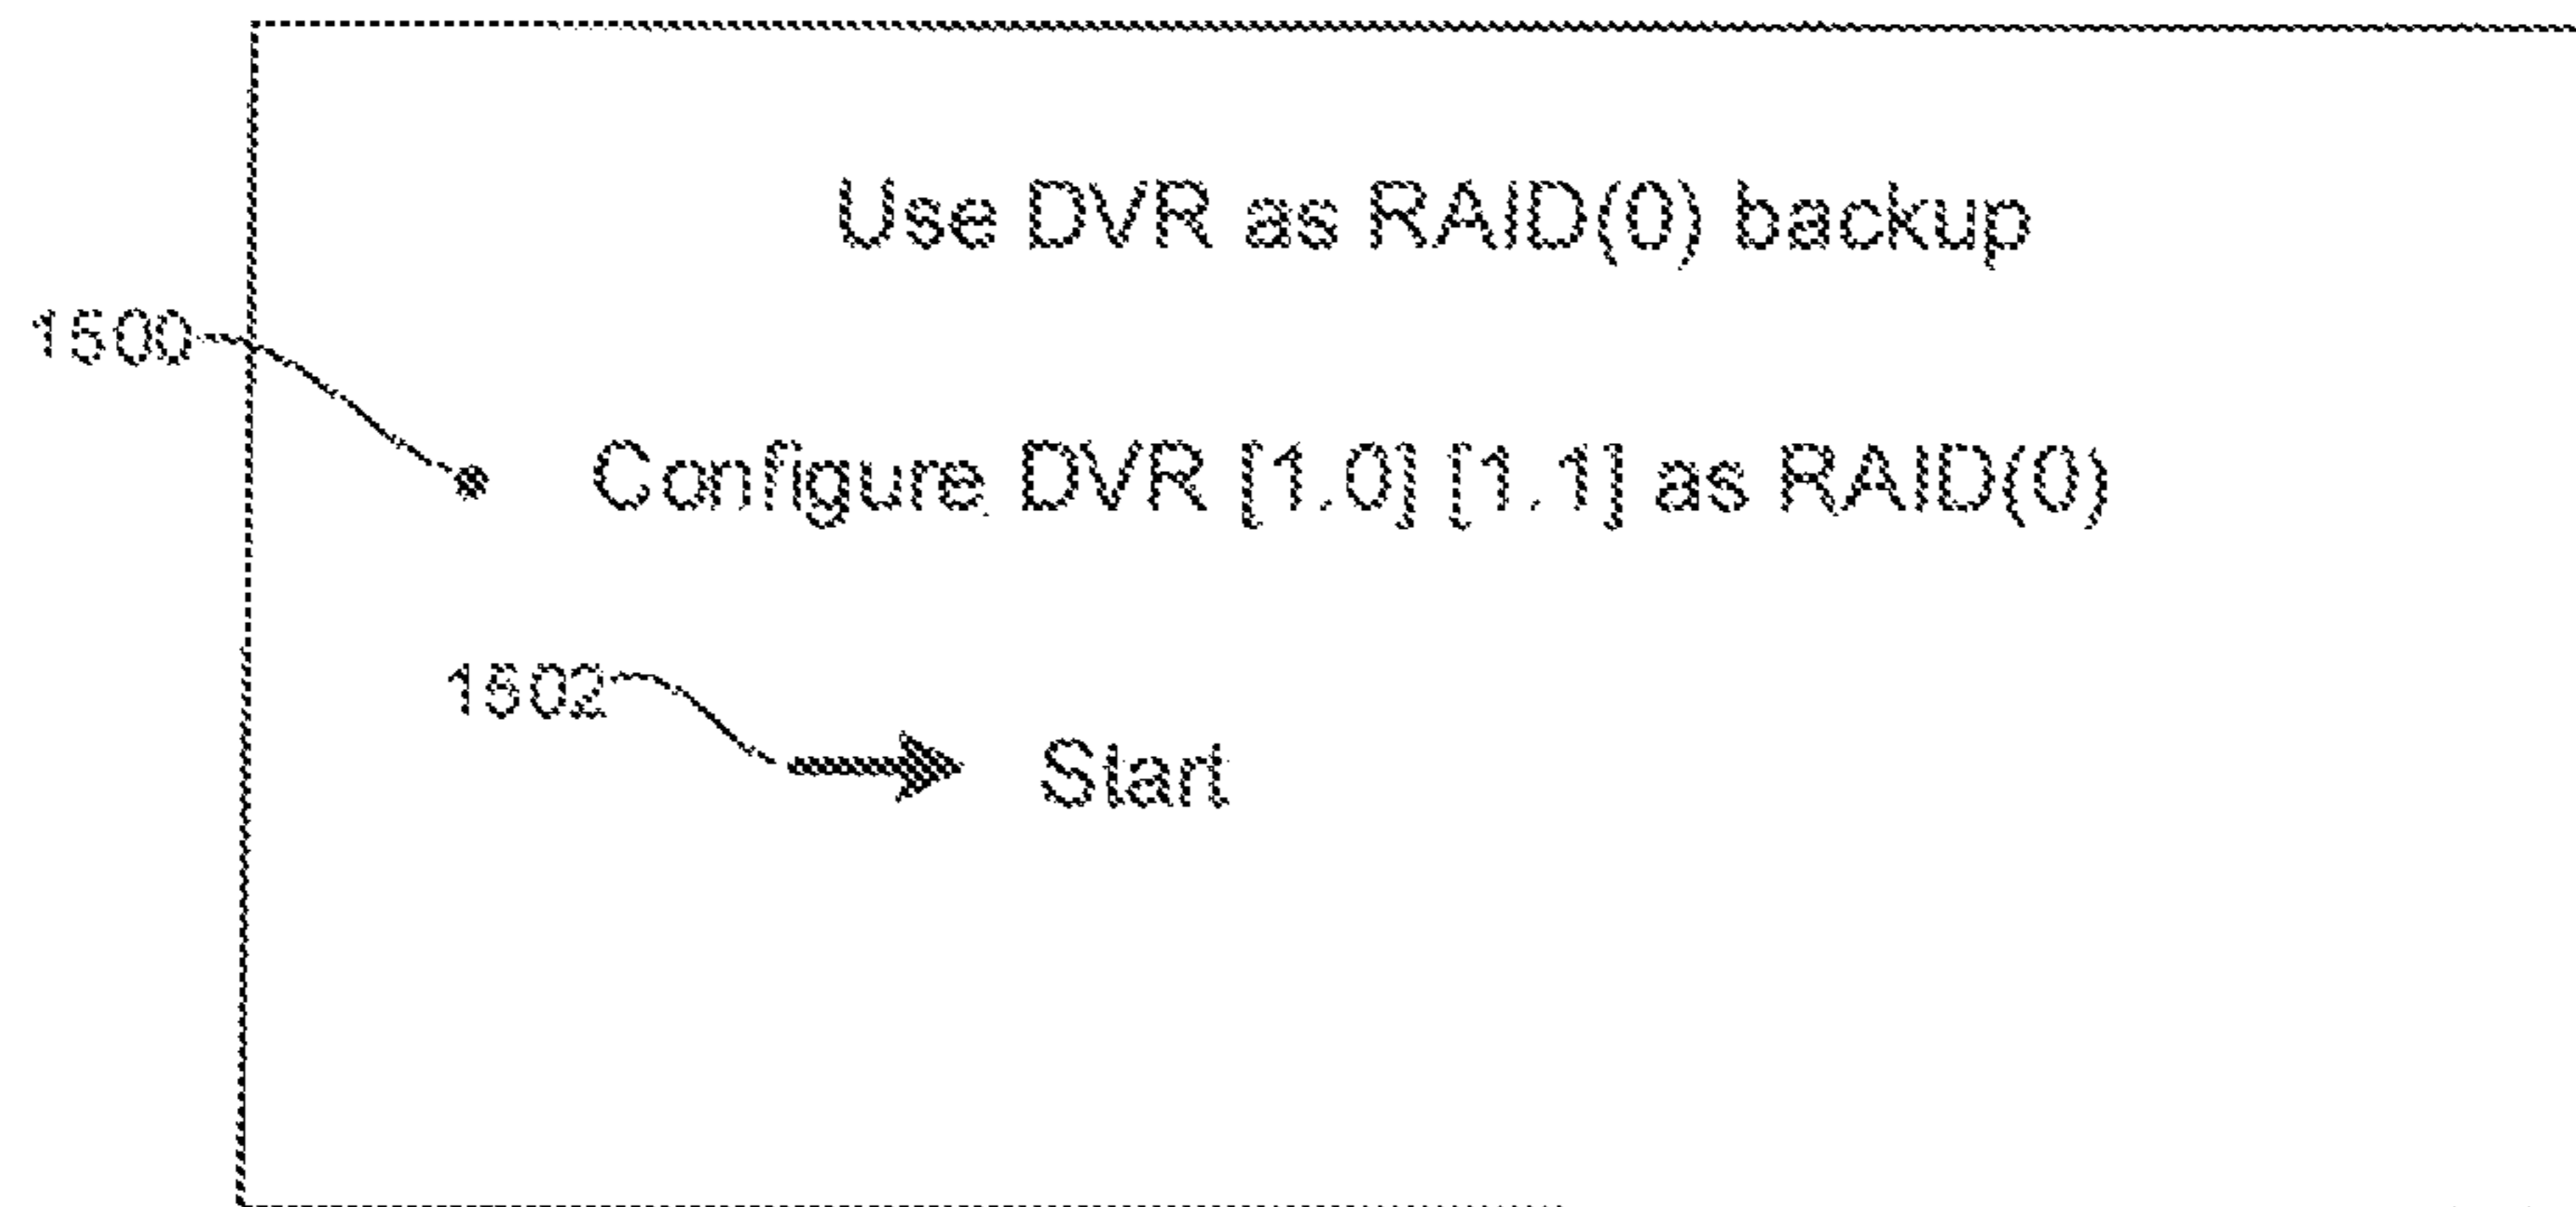 Use DVR as RAID(0) backup
1500
• Configure DVR [1.0] [1.1] as RAID(0)
1502
Start